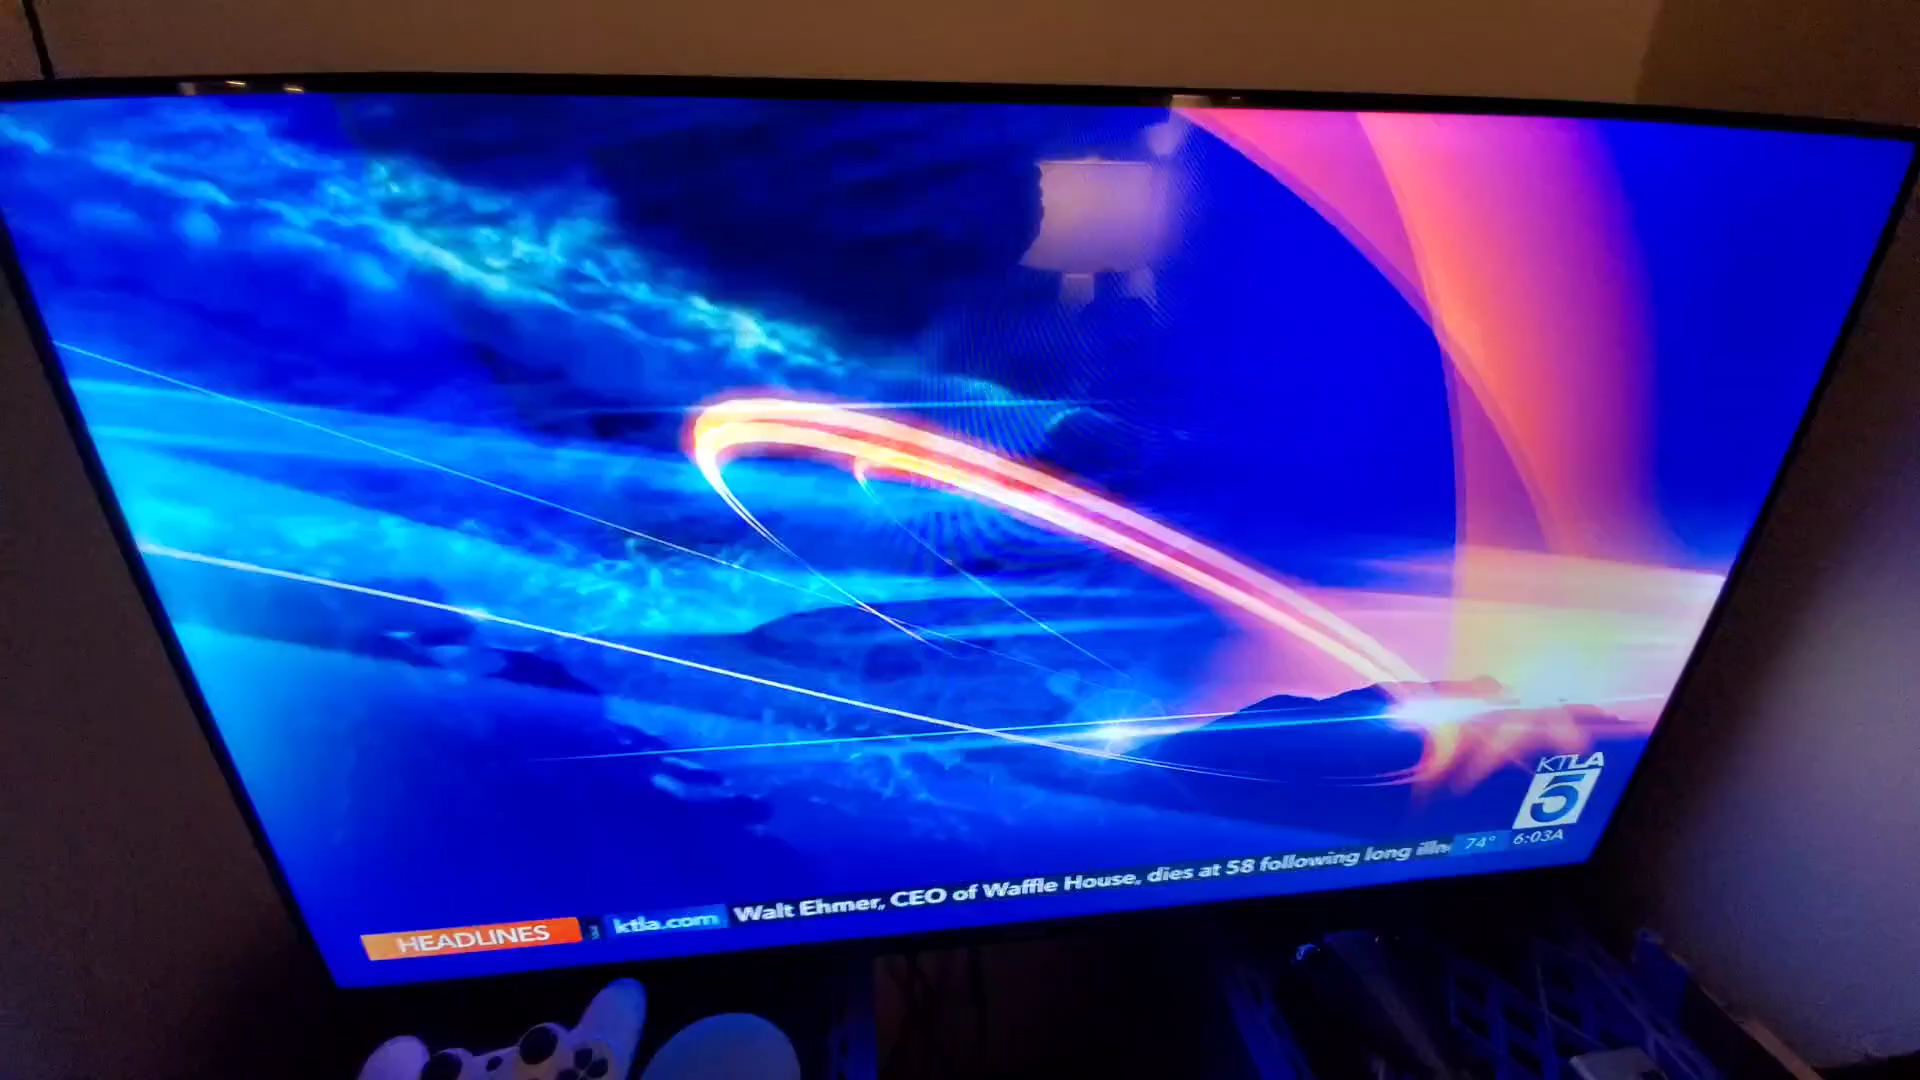 KTLA
5
74° 6:03A
HEADLINES ktla.com Walt Ehmer, CEO of Waffle House, dies at 58 following long illn